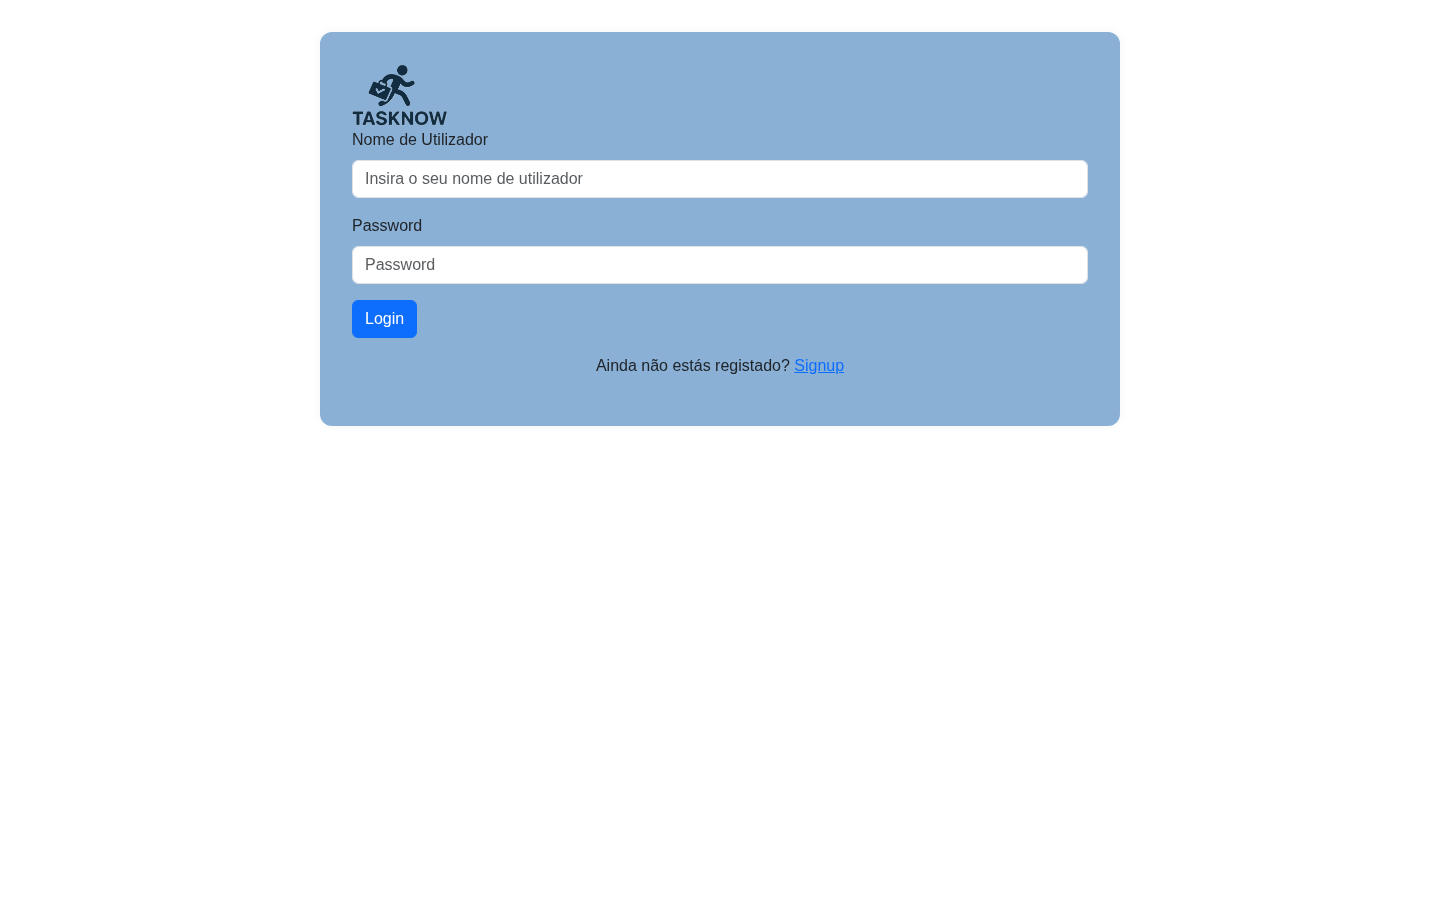 TASKNOW
Nome de Utilizador
Insira o seu nome de utilizador
Password
Password
Login
Ainda não estás registado? Signup